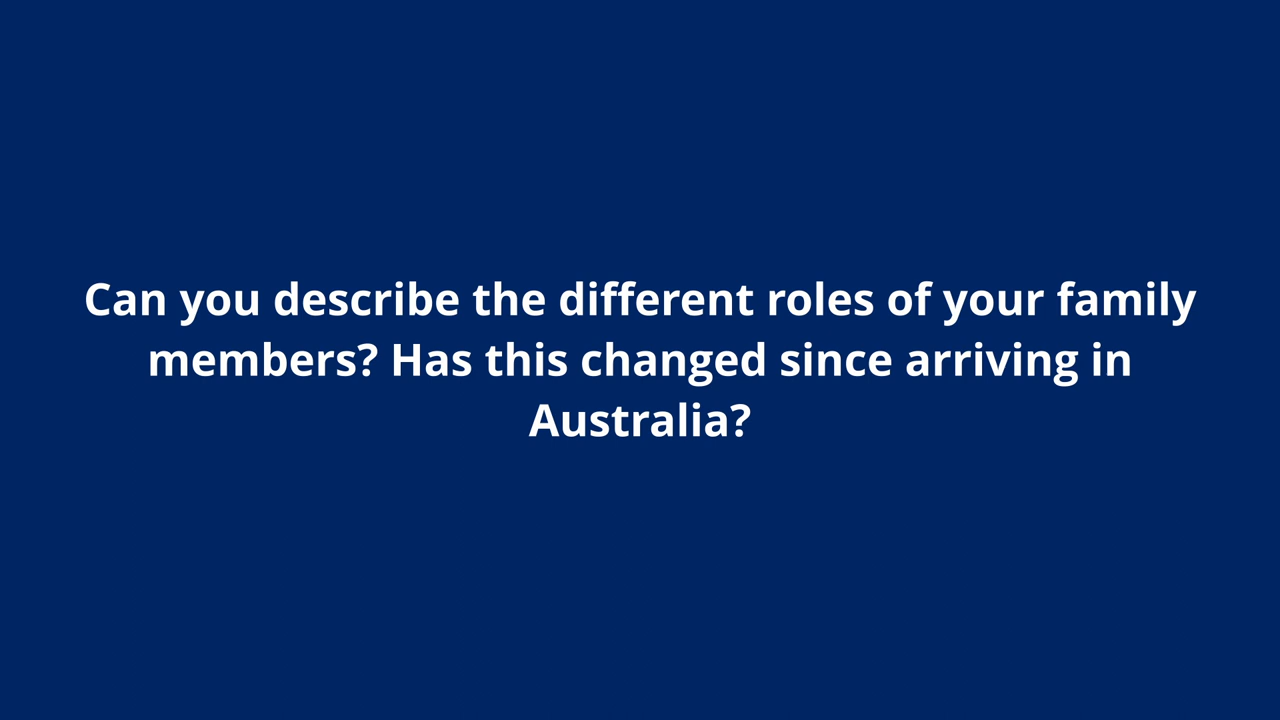 Can you describe the different roles of your family
members? Has this changed since arriving in
Australia?